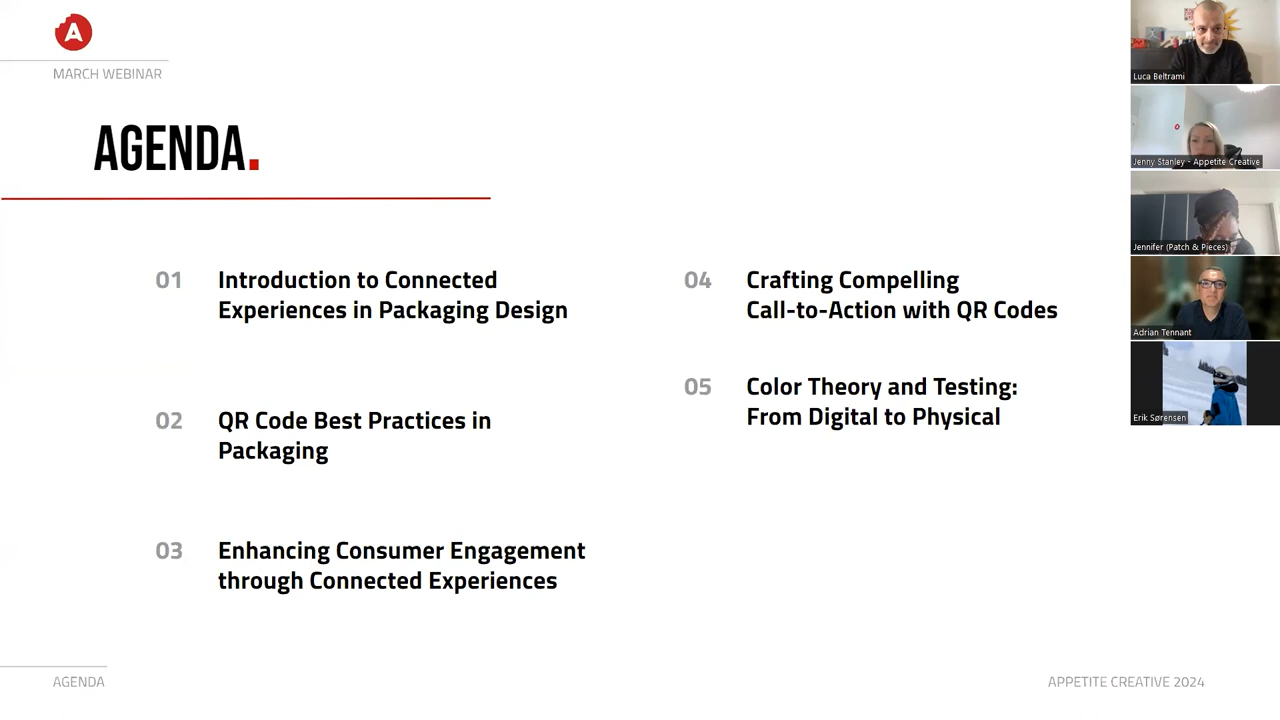 A
MARCH WEBINAR
AGENDA.
01 Introduction to Connected
Experiences in Packaging Design
02 QR Code Best Practices in
Packaging
03 Enhancing Consumer Engagement
through Connected Experiences
04 Crafting Compelling
Call-to-Action with QR Codes
05 Color Theory and Testing:
From Digital to Physical
AGENDA
APPETITE CREATIVE 2024
Luca Beltrami
Jenny Stanley - Appetite Creative
Jennifer (Patch & Pieces)
Adrian Tennant
Erik Sørensen